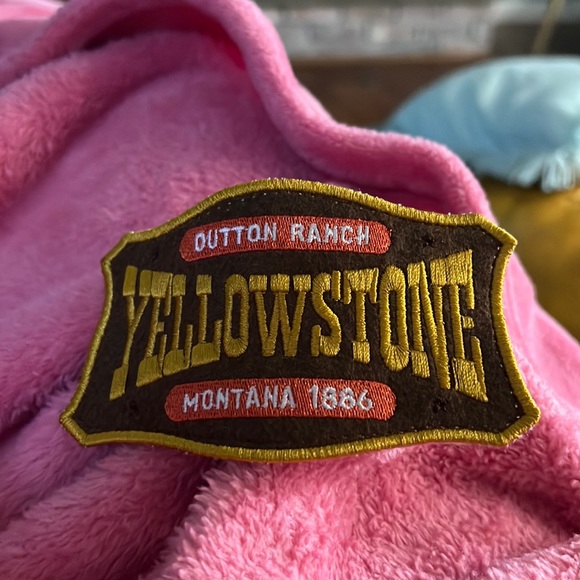 DUTTON RANCH
YELLOWSTONE
MONTANA 1886